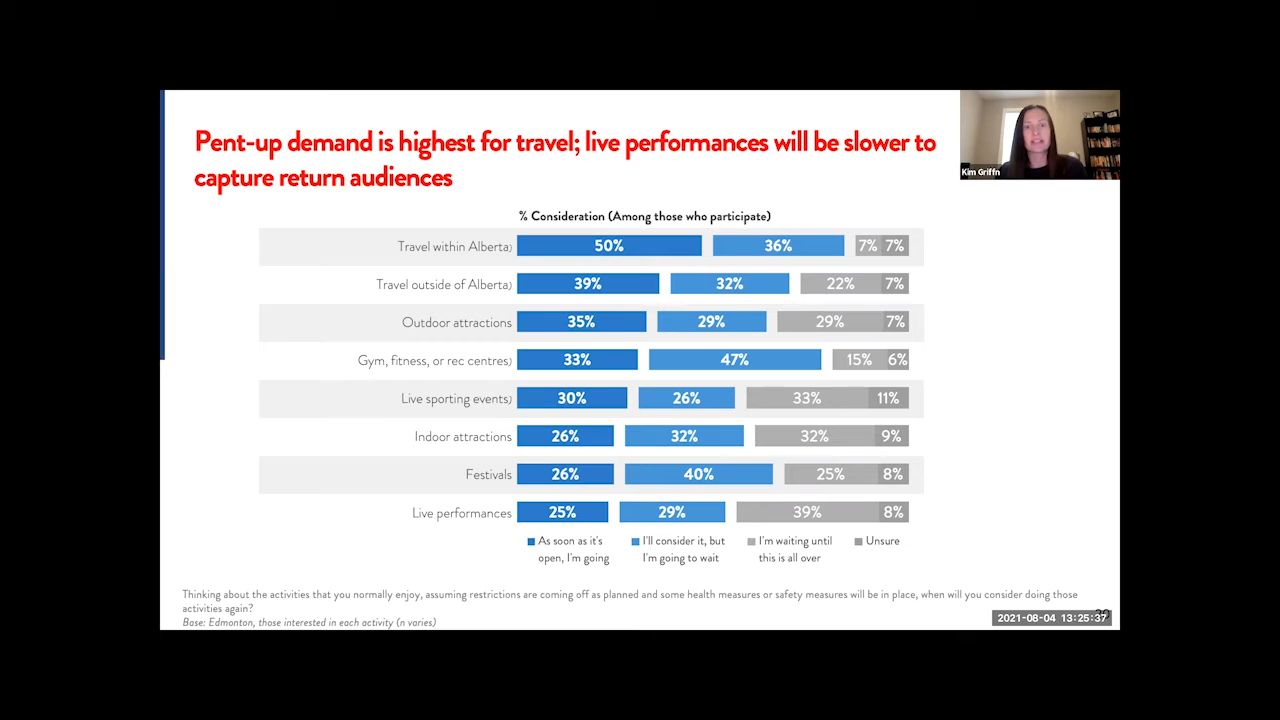 Pent-up demand is highest for travel; live performances will be slower to
capture return audiences
Kim Griffn
% Consideration (Among those who participate)
Travel within Alberta) 50% 36% 7% 7%
Travel outside of Alberta) 39% 32% 22% 7%
Outdoor attractions 35% 29% 29% 7%
Gym, fitness, or rec centres) 33% 47% 15% 6%
Live sporting events) 30% 26% 33% 11%
Indoor attractions 26% 32% 32% 9%
Festivals 26% 40% 25% 8%
Live performances 25% 29% 39% 8%
As soon as it's I'll consider it, but I'm waiting until Unsure
open, I'm going I'm going to wait this is all over
Thinking about the activities that you normally enjoy, assuming restrictions are coming off as planned and some health measures or safety measures will be in place, when will you consider doing those
activities again?
Base: Edmonton, those interested in each activity (n varies)
2021-08-04 13:25:37